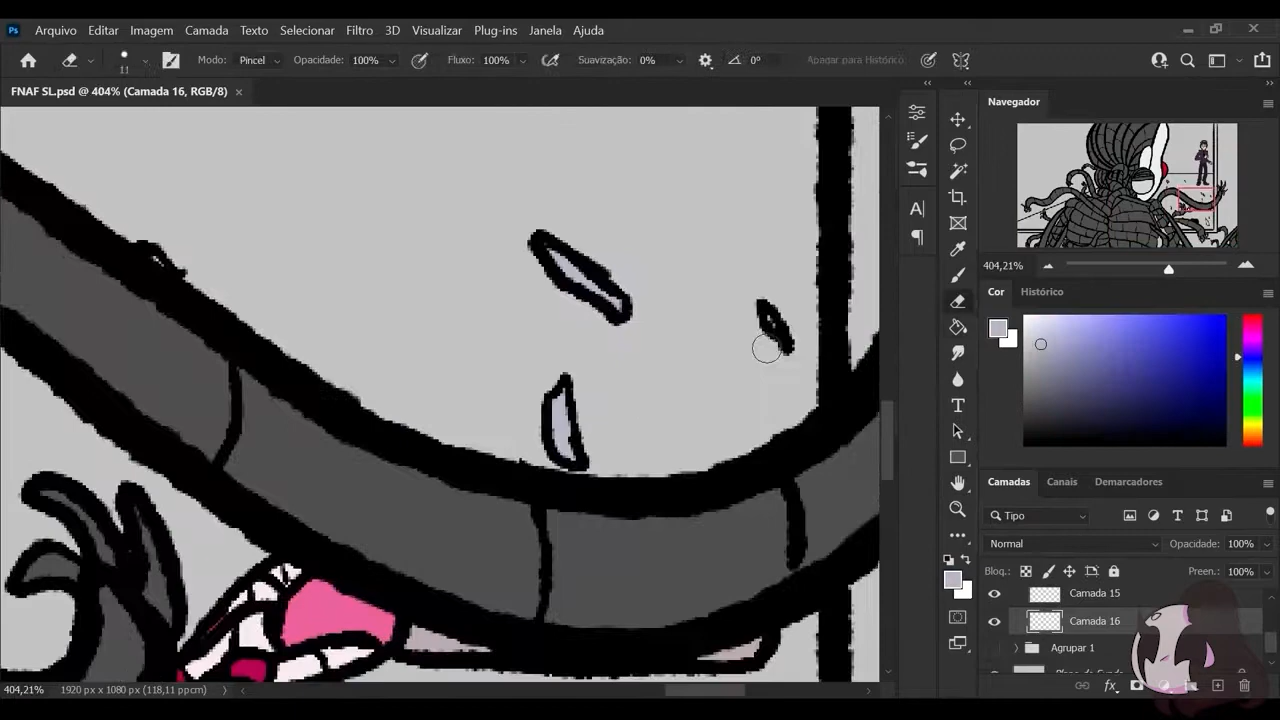 Ps Arquivo Editar Imagem Camada Texto Selecionar Filtro 3D Visualizar Plug-ins Janela Ajuda
11 Modo: Pincel Opacidade: 100% Fluxo: 100% Suavização: 0% 0° Apagar para Histórico
FNAF SL.psd @ 404% (Camada 16, RGB/8) ×
Navegador
404,21%
Cor Histórico
Camadas Canais Demarcadores
Tipo
Normal Opacidade: 100%
Bloq.: Preen.: 100%
Camada 15
Camada 16
Agrupar 1
404,21% 1920 px x 1080 px (118,11 ppcm)
fx